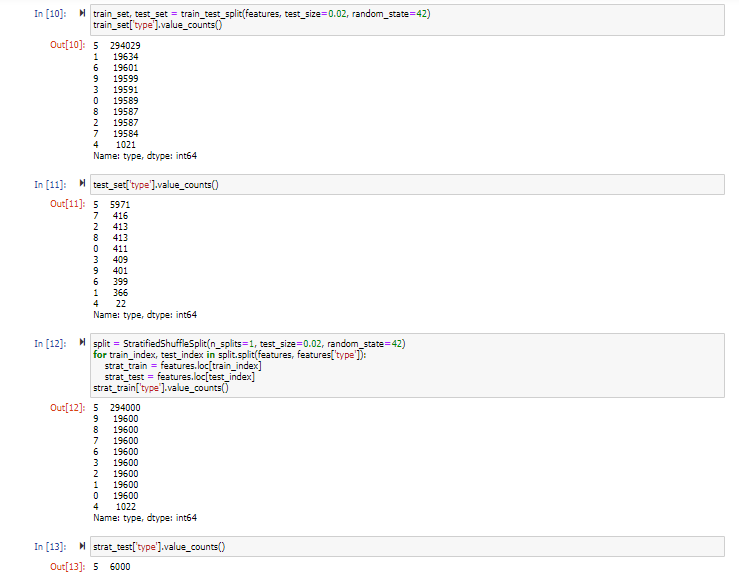 In [10]: train_set, test_set = train_test_split(features, test_size=0.02, random_state=42)
train_set['type'].value_counts()
Out[10]: 5 294029
1 19634
6 19601
9 19599
3 19591
0 19589
8 19587
2 19587
7 19584
4 1021
Name: type, dtype: int64
In [11]: test_set['type'].value_counts()
Out[11]: 5 5971
7 416
2 413
8 413
0 411
3 409
9 401
6 399
1 366
4 22
Name: type, dtype: int64
In [12]: split = StratifiedShuffleSplit(n_splits=1, test_size=0.02, random_state=42)
for train_index, test_index in split.split(features, features['type']):
strat_train = features.loc[train_index]
strat_test = features.loc[test_index]
strat_train['type'].value_counts()
Out[12]: 5 294000
9 19600
8 19600
7 19600
6 19600
3 19600
2 19600
1 19600
0 19600
4 1022
Name: type, dtype: int64
In [13]: strat_test['type'].value_counts()
Out[13]: 5 6000